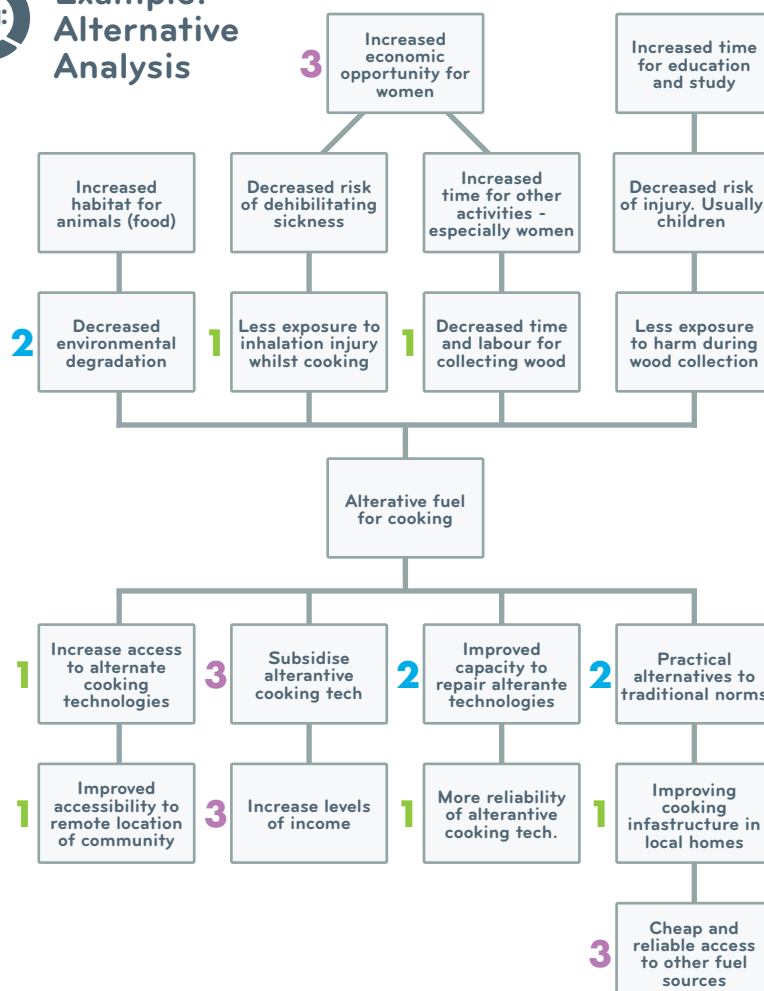 Example:
Alternative
Analysis
3
Increased
economic
opportunity for
women
Increased time
for education
and study
Increased
habitat for
animals (food)
Decreased risk
of dehibilitating
sickness
Increased
time for other
activities -
especially women
Decreased risk
of injury. Usually
children
2
Decreased
environmental
degradation
1
Less exposure to
inhalation injury
whilst cooking
1
Decreased time
and labour for
collecting wood
Less exposure
to harm during
wood collection
Alterative fuel
for cooking
1
Increase access
to alternate
cooking
technologies
3
Subsidise
alterantive
cooking tech
2
Improved
capacity to
repair alterante
technologies
2
Practical
alternatives to
traditional norms
1
Improved
accessibility to
remote location
of community
3
Increase levels
of income
1
More reliability
of alterantive
cooking tech.
1
Improving
cooking
infastructure in
local homes
3
Cheap and
reliable access
to other fuel
sources